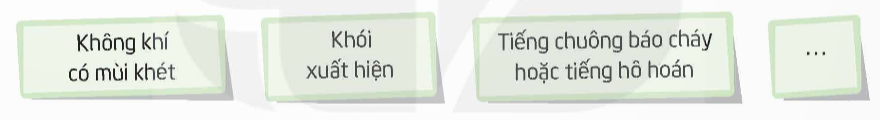 Không khí
có mùi khét
Khói
xuất hiện
Tiếng chuông báo cháy
hoặc tiếng hô hoán
...